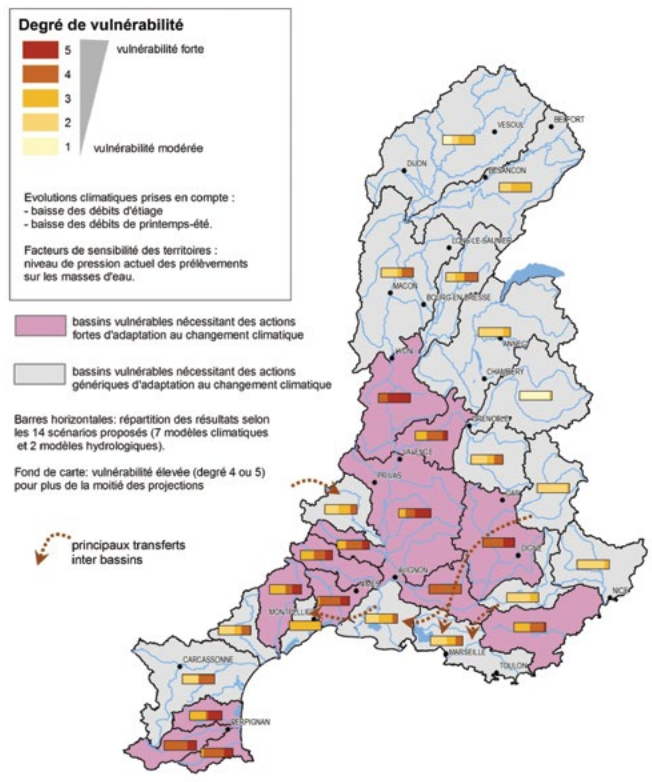 Degré de vulnérabilité
5
vulnérabilité forte
4
3
2
1
vulnérabilité modérée
Evolutions climatiques prises en compte :
- baisse des débits d'étiage
- baisse des débits de printemps-été.
Facteurs de sensibilité des territoires :
niveau de pression actuel des prélèvements
sur les masses d'eau.
bassins vulnérables nécessitant des actions
fortes d'adaptation au changement climatique
bassins vulnérables nécessitant des actions
génériques d'adaptation au changement climatique
Barres horizontales: répartition des résultats selon
les 14 scénarios proposés (7 modèles climatiques
et 2 modèles hydrologiques).
Fond de carte: vulnérabilité élevée (degré 4 ou 5)
pour plus de la moitié des projections
principaux transferts
inter bassins
VESOUL
BELFORT
DIJON
BESANCON
LONS-LE-SAUNIER
MACON
BOURG-EN-BRESSE
ANNECY
LYON
CHAMBERY
GRENOBLE
VALENCE
PRIVAS
GAP
DIGNE
AVIGNON
NIMES
NICE
MONTPELLIER
MARSEILLE
TOULON
CARCASSONNE
PERPIGNAN